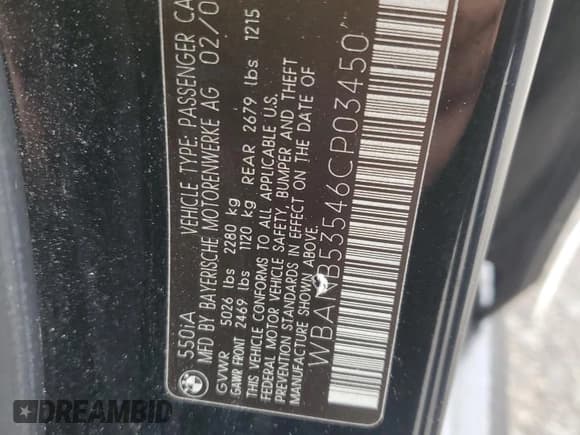 550iA VEHICLE TYPE: PASSENGER CA
MFD BY BAYERISCHE MOTORENWERKE AG 02/0
GVWR 5026 lbs 2280 kg
GAWR FRONT 2469 lbs 1120 kg REAR 2679 lbs 1215
THIS VEHICLE CONFORMS TO ALL APPLICABLE U.S.
FEDERAL MOTOR VEHICLE SAFETY, BUMPER AND THEFT
PREVENTION STANDARDS IN EFFECT ON THE DATE OF
MANUFACTURE SHOWN ABOVE.
WBANB53546CP03450
DREAMBID